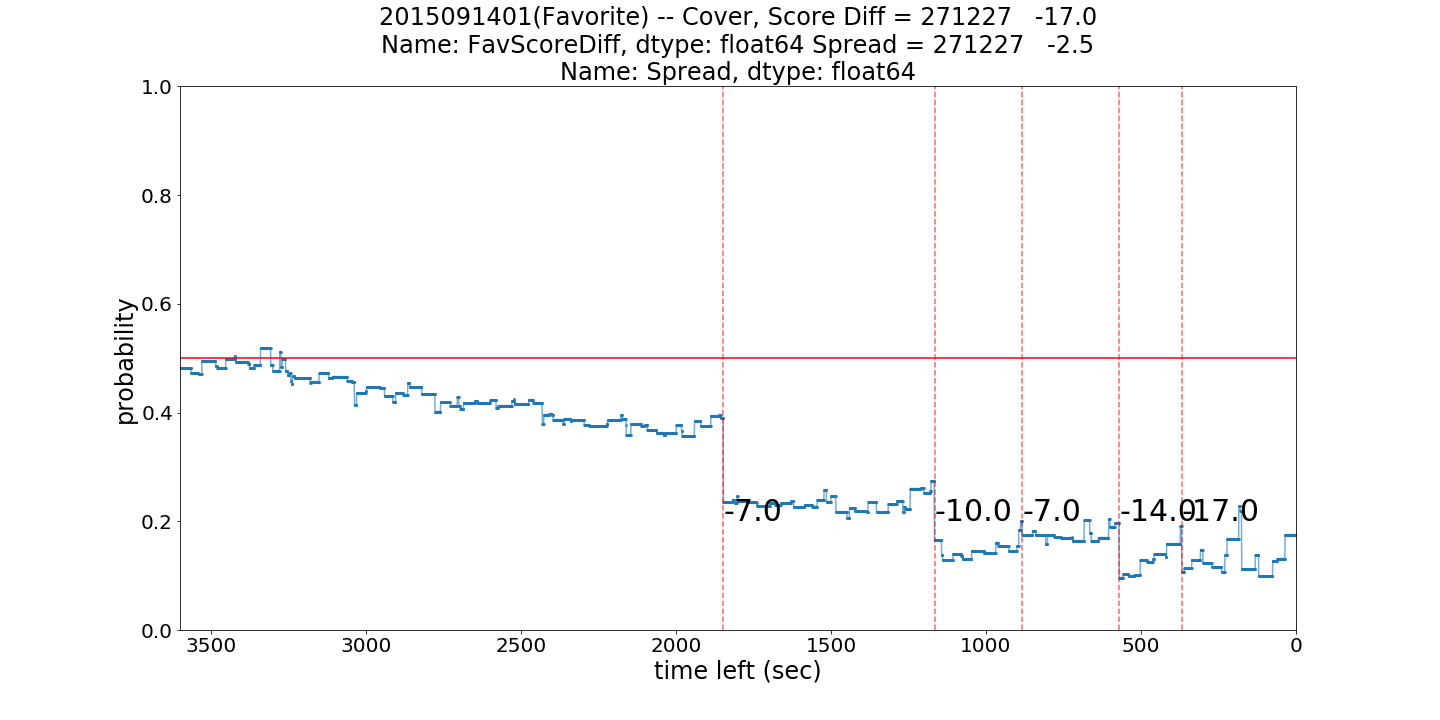 2015091401(Favorite) -- Cover, Score Diff = 271227   -17.0
Name: FavScoreDiff, dtype: float64 Spread = 271227   -2.5
Name: Spread, dtype: float64
1.0
0.8
0.6
0.4
0.2
0.0
probability
-7.0
-10.0
-7.0
-14.0
-17.0
3500 3000 2500 2000 1500 1000 500 0
time left (sec)